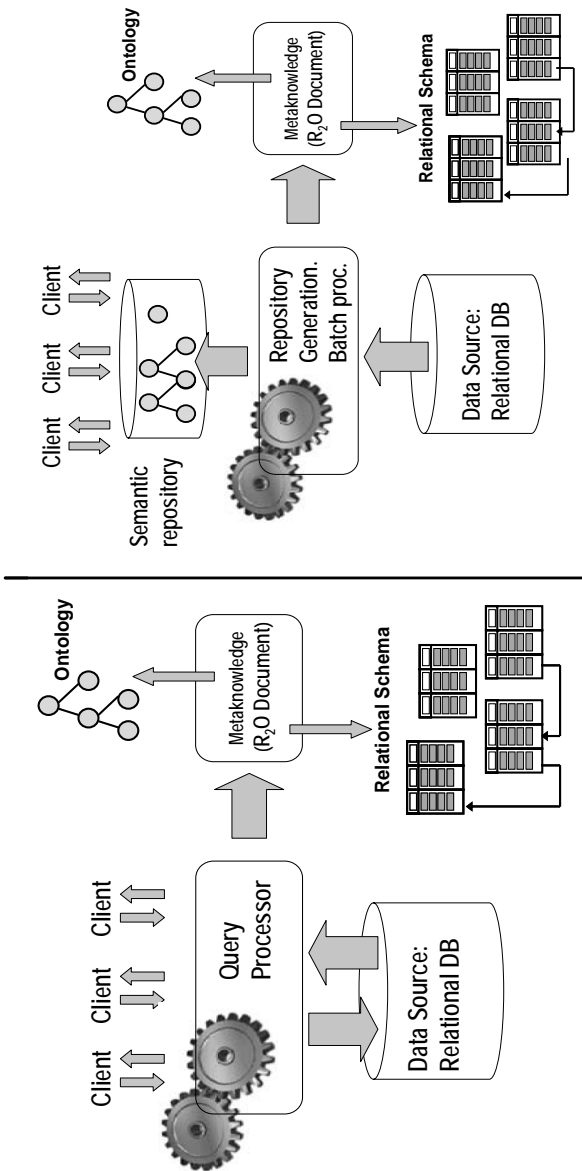 Client
Client
Client
Query
Processor
Data Source:
Relational DB
Ontology
Metaknowledge
(R₂O Document)
Relational Schema
Client
Client
Client
Semantic
repository
Repository
Generation.
Batch proc.
Data Source:
Relational DB
Ontology
Metaknowledge
(R₂O Document)
Relational Schema